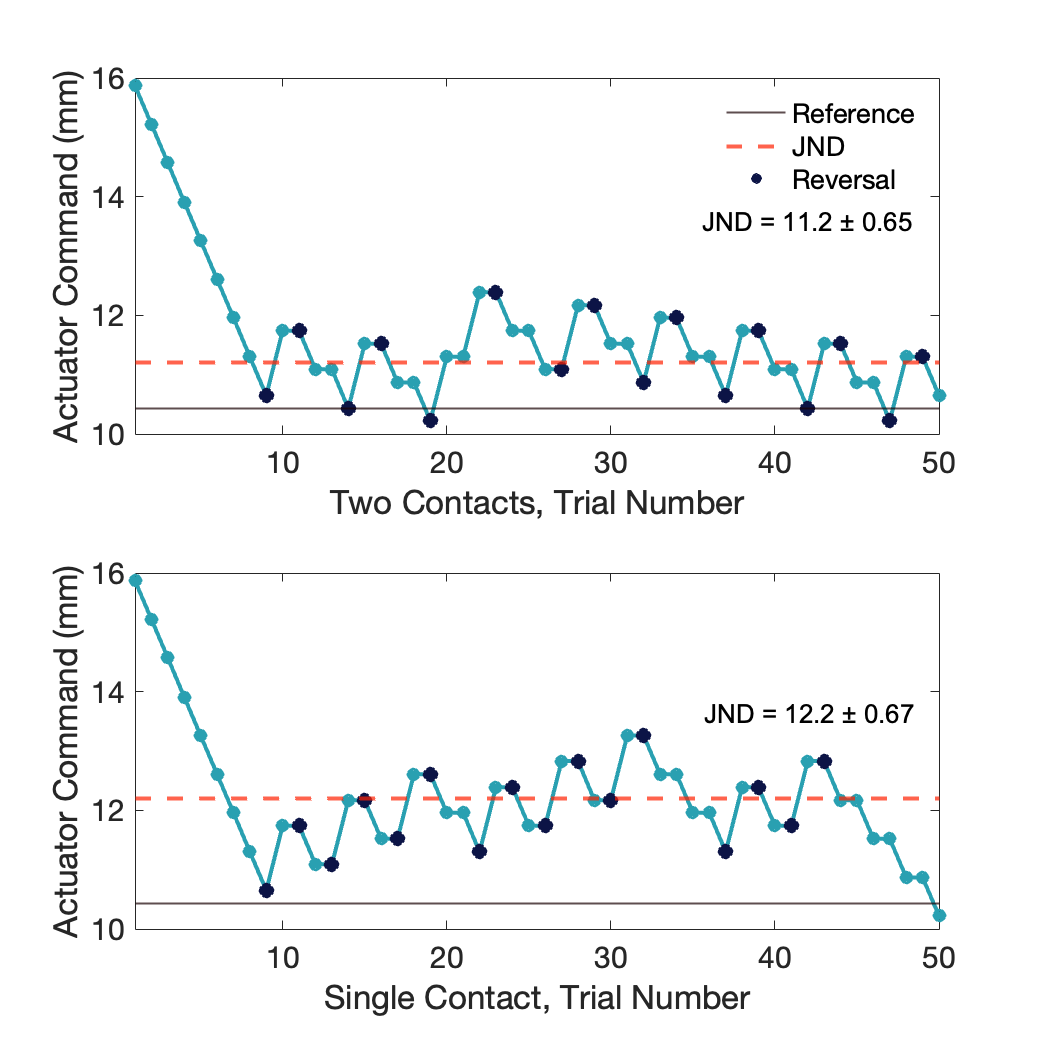 16
14
12
10
Actuator Command (mm)
Reference
JND
Reversal
JND = 11.2 ± 0.65
10
20
30
40
50
Two Contacts, Trial Number
16
14
12
10
Actuator Command (mm)
JND = 12.2 ± 0.67
10
20
30
40
50
Single Contact, Trial Number